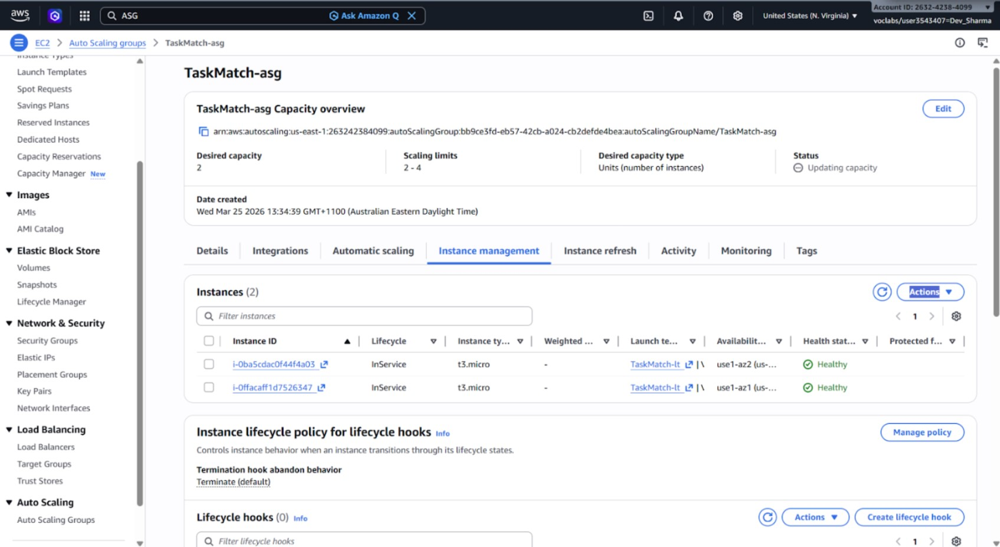 aws
ASG
Ask Amazon Q
United States (N. Virginia)
Account ID: 2632-4238-4099
voclabs/user3543407=Dev_Sharma
EC2 > Auto Scaling groups > TaskMatch-asg
Instance Types
Launch Templates
Spot Requests
Savings Plans
Reserved Instances
Dedicated Hosts
Capacity Reservations
Capacity Manager New
Images
AMIs
AMI Catalog
Elastic Block Store
Volumes
Snapshots
Lifecycle Manager
Network & Security
Security Groups
Elastic IPs
Placement Groups
Key Pairs
Network Interfaces
Load Balancing
Load Balancers
Target Groups
Trust Stores
Auto Scaling
Auto Scaling Groups
TaskMatch-asg
TaskMatch-asg Capacity overview
Edit
arn:aws:autoscaling:us-east-1:263242384099:autoScalingGroup:bb9ce3fd-eb57-42cb-a024-cb2defde4bea:autoScalingGroupName/TaskMatch-asg
Desired capacity
2
Scaling limits
2 - 4
Desired capacity type
Units (number of instances)
Status
Updating capacity
Date created
Wed Mar 25 2026 13:34:39 GMT+1100 (Australian Eastern Daylight Time)
Details Integrations Automatic scaling Instance management Instance refresh Activity Monitoring Tags
Instances (2)
Actions
Filter instances
1
Instance ID Lifecycle Instance ty... Weighted ... Launch te... Availabilit... Health stat... Protected f...
i-0ba5cdac0f44f4a03 InService t3.micro - TaskMatch-lt | \ use1-az2 (us-... Healthy
i-0ffacaff1d7526347 InService t3.micro - TaskMatch-lt | \ use1-az1 (us-... Healthy
Instance lifecycle policy for lifecycle hooks Info
Manage policy
Controls instance behavior when an instance transitions through its lifecycle states.
Termination hook abandon behavior
Terminate (default)
Lifecycle hooks (0) Info
Actions
Create lifecycle hook
Filter lifecycle hooks
1